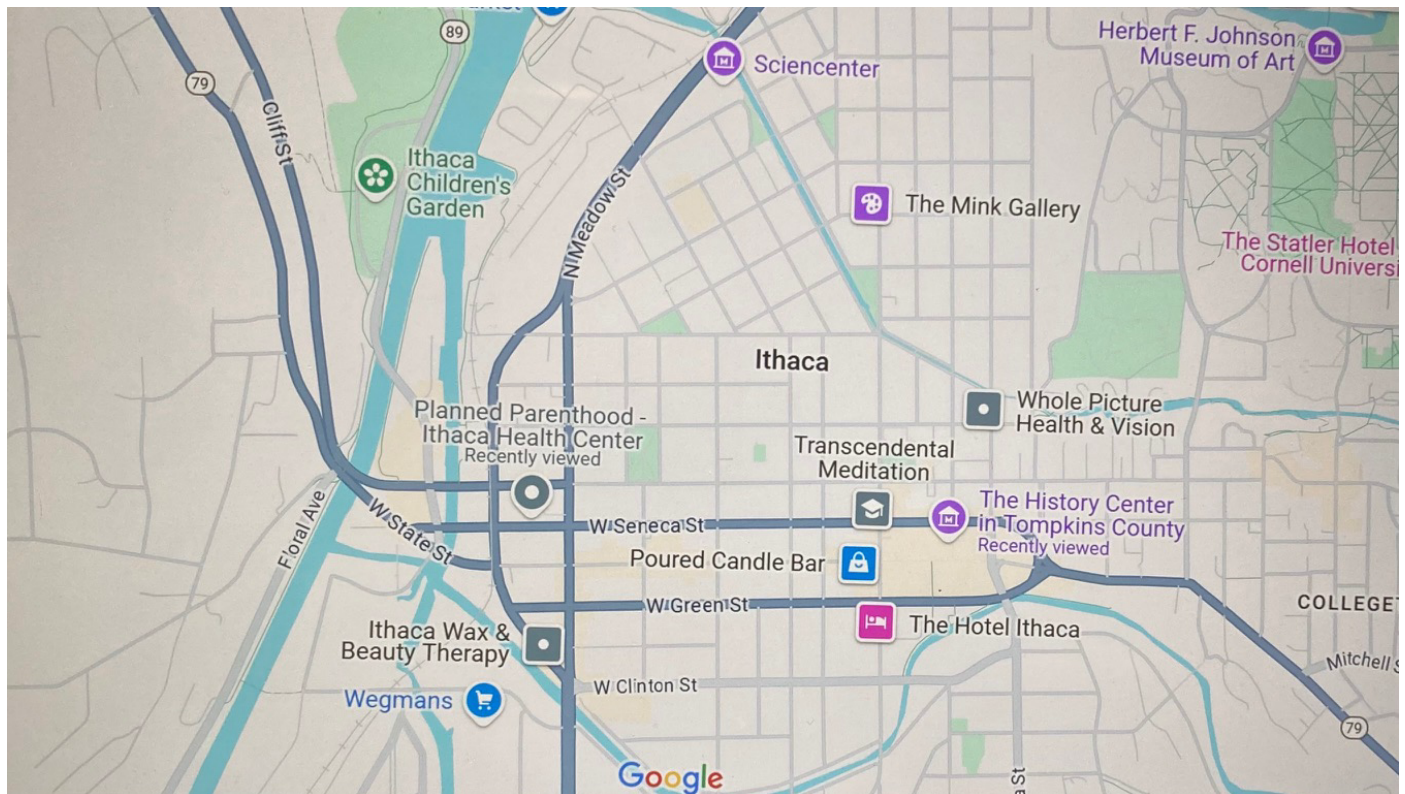 89
79
Cliff St
Sciencenter
Herbert F. Johnson
Museum of Art
Ithaca
Children's
Garden
N Meadow St
The Mink Gallery
The Statler Hotel
Cornell Universi
Ithaca
Planned Parenthood -
Ithaca Health Center
Recently viewed
Whole Picture
Health & Vision
Transcendental
Meditation
The History Center
in Tompkins County
Recently viewed
Floral Ave
W State St
W Seneca St
Poured Candle Bar
W Green St
COLLEGET
Ithaca Wax &
Beauty Therapy
The Hotel Ithaca
Mitchell S
W Clinton St
Wegmans
79
Google
a St